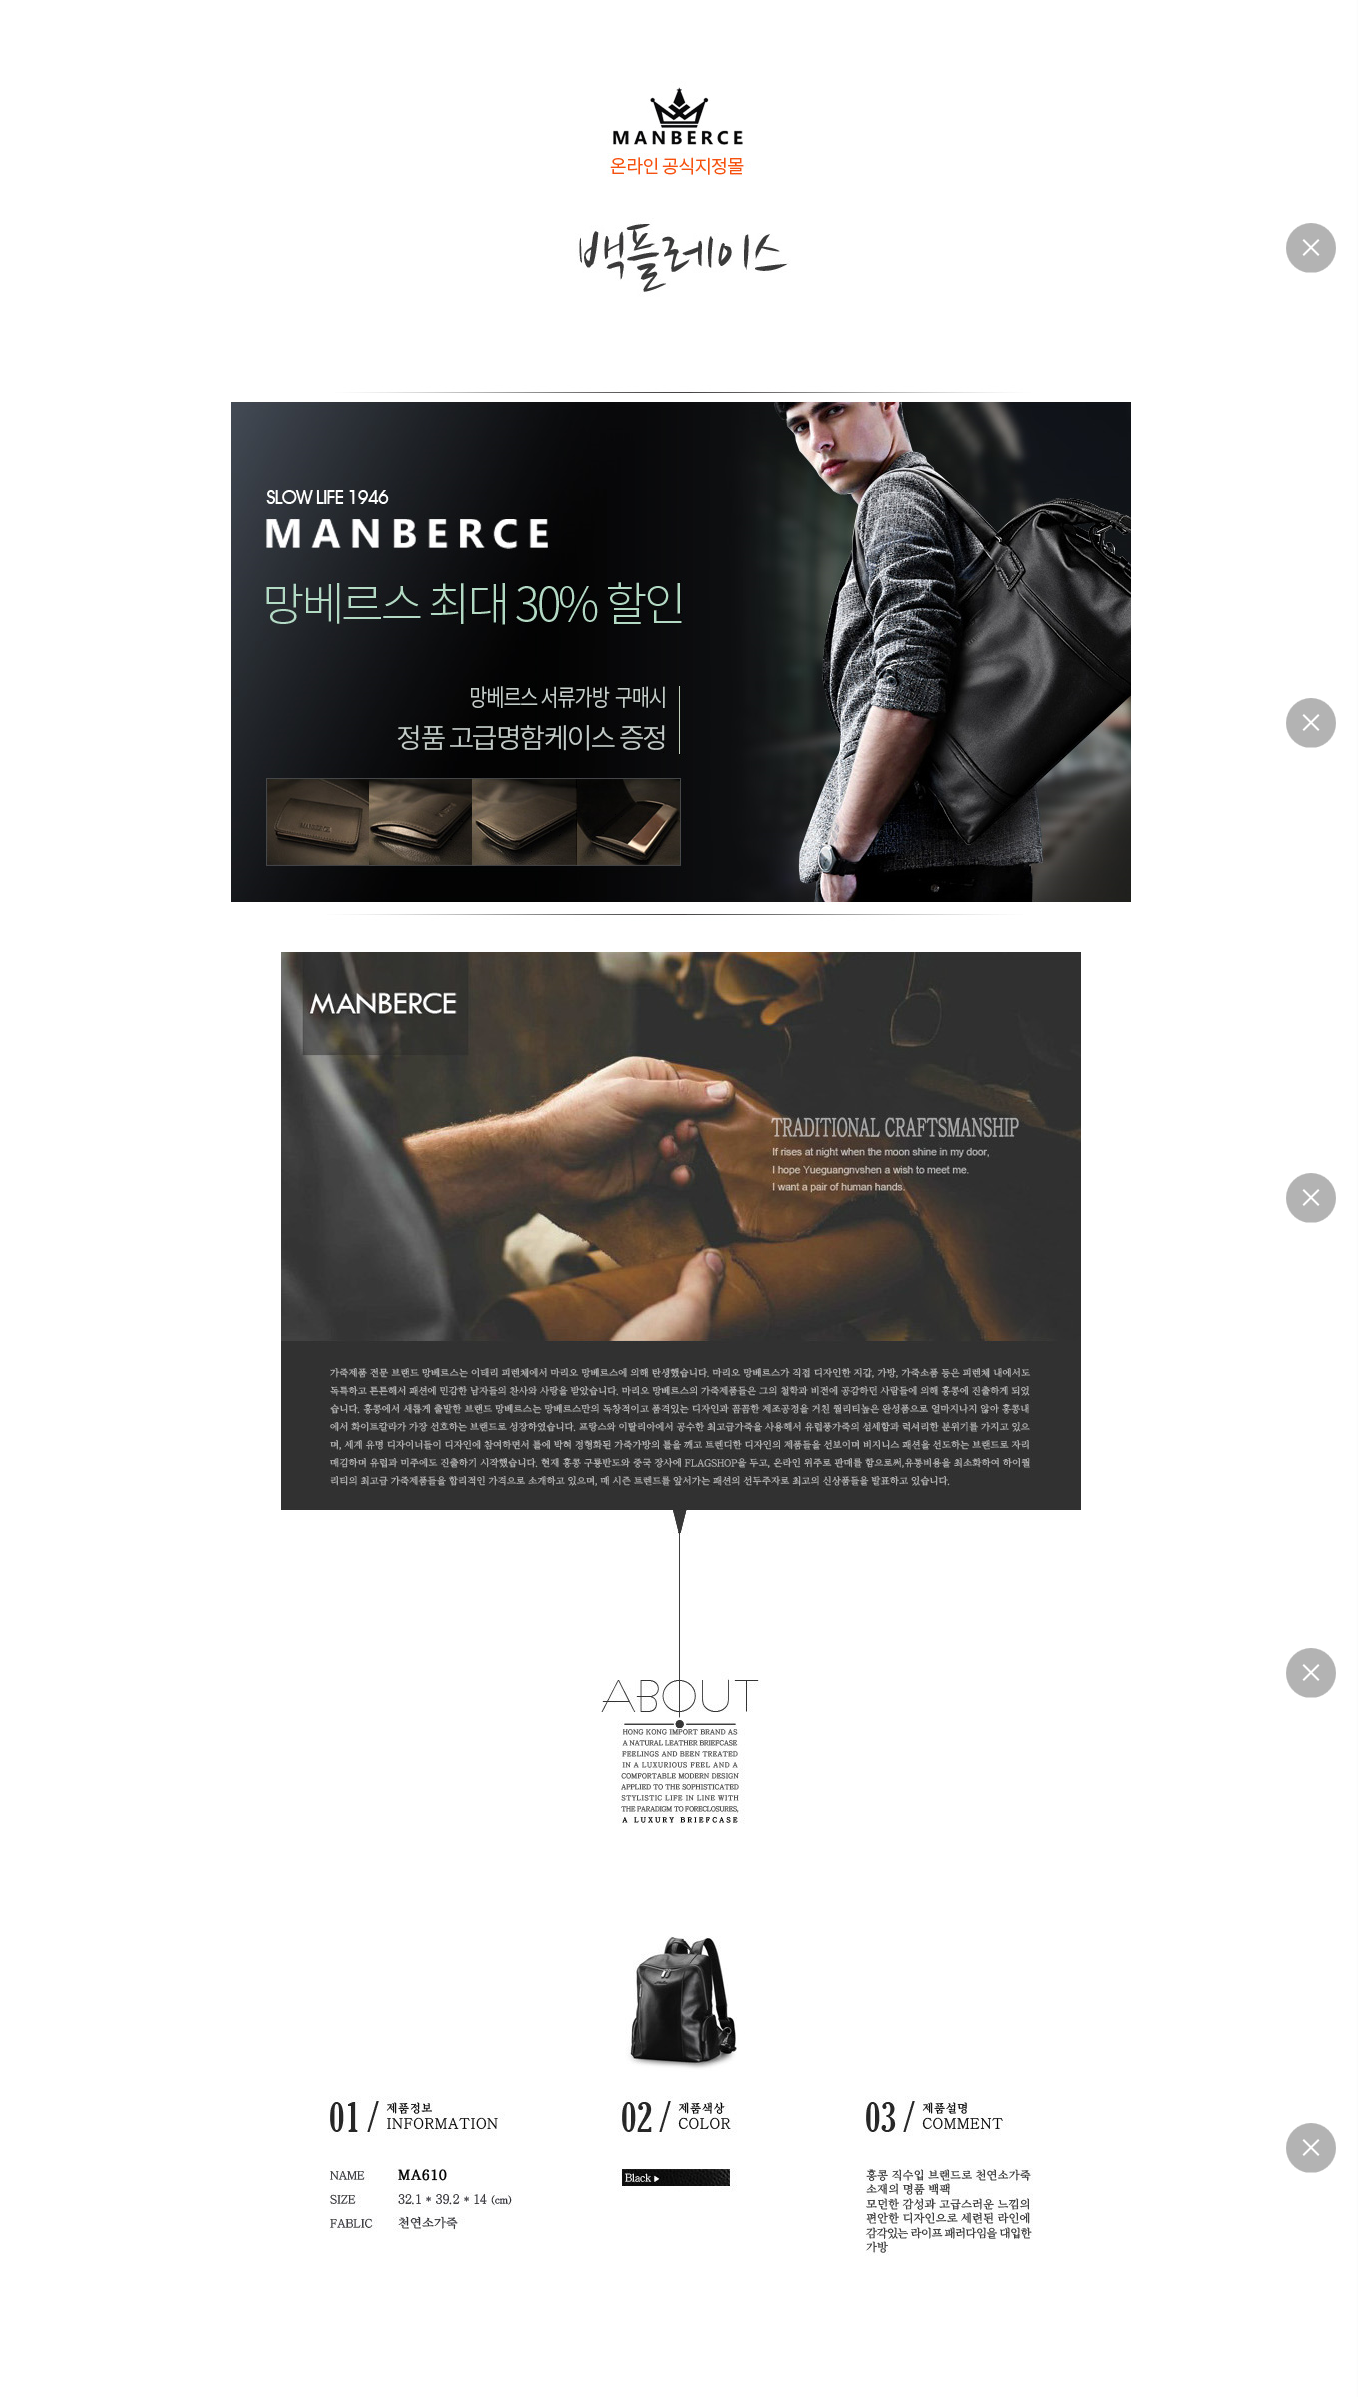 MANBERCE
온라인 공식지정몰
백플레이스
SLOW LIFE 1946
MANBERCE
망베르스 최대 30% 할인
망베르스 서류가방 구매시
정품 고급명함케이스 증정
MANBERCE
TRADITIONAL CRAFTSMANSHIP
If rises at night when the moon shine in my door,
I hope Yueguangnvshen a wish to meet me.
I want a pair of human hands.
가죽제품 전문 브랜드 망베르스는 이태리 피렌체에서 마리오 망베르스에 의해 탄생했습니다. 마리오 망베르스가 직접 디자인한 지갑, 가방, 가죽소품 등은 피렌체 내에서도
독특하고 튼튼해서 패션에 민감한 남자들의 찬사와 사랑을 받았습니다. 마리오 망베르스의 가죽제품들은 그의 철학과 비전에 공감하던 사람들에 의해 홍콩에 진출하게 되었
습니다. 홍콩에서 새롭게 출발한 브랜드 망베르스는 망베르스만의 독창적이고 품격있는 디자인과 꼼꼼한 제조공정을 거친 퀄리티높은 완성품으로 얼마지나지 않아 홍콩내
에서 화이트칼라가 가장 선호하는 브랜드로 성장하였습니다. 프랑스와 이탈리아에서 공수한 최고급가죽을 사용해서 유럽풍가죽의 섬세함과 럭셔리한 분위기를 가지고 있으
며, 세계 유명 디자이너들이 디자인에 참여하면서 틀에 박혀 정형화된 가죽가방의 틀을 깨고 트렌디한 디자인의 제품들을 선보이며 비지니스 패션을 선도하는 브랜드로 자리
매김하며 유럽과 미주에도 진출하기 시작했습니다. 현재 홍콩 구룡반도와 중국 장사에 FLAGSHOP을 두고, 온라인 위주로 판매를 함으로써,유통비용을 최소화하여 하이퀄
리티의 최고급 가죽제품들을 합리적인 가격으로 소개하고 있으며, 매 시즌 트렌드를 앞서가는 패션의 선두주자로 최고의 신상품들을 발표하고 있습니다.
ABOUT
HONG KONG IMPORT BRAND AS
A NATURAL LEATHER BRIEFCASE
FEELINGS AND BEEN TREATED
IN A LUXURIOUS FEEL AND A
COMFORTABLE MODERN DESIGN
APPLIED TO THE SOPHISTICATED
STYLISTIC LIFE IN LINE WITH
THE PARADIGM TO FORECLOSURES,
A LUXURY BRIEFCASE
01 / 제품정보
INFORMATION
NAME MA610
SIZE 32.1 * 39.2 * 14 (cm)
FABLIC 천연소가죽
02 / 제품색상
COLOR
Black
03 / 제품설명
COMMENT
홍콩 직수입 브랜드로 천연소가죽
소재의 명품 백팩
모던한 감성과 고급스러운 느낌의
편안한 디자인으로 세련된 라인에
감각있는 라이프 패러다임을 대입한
가방